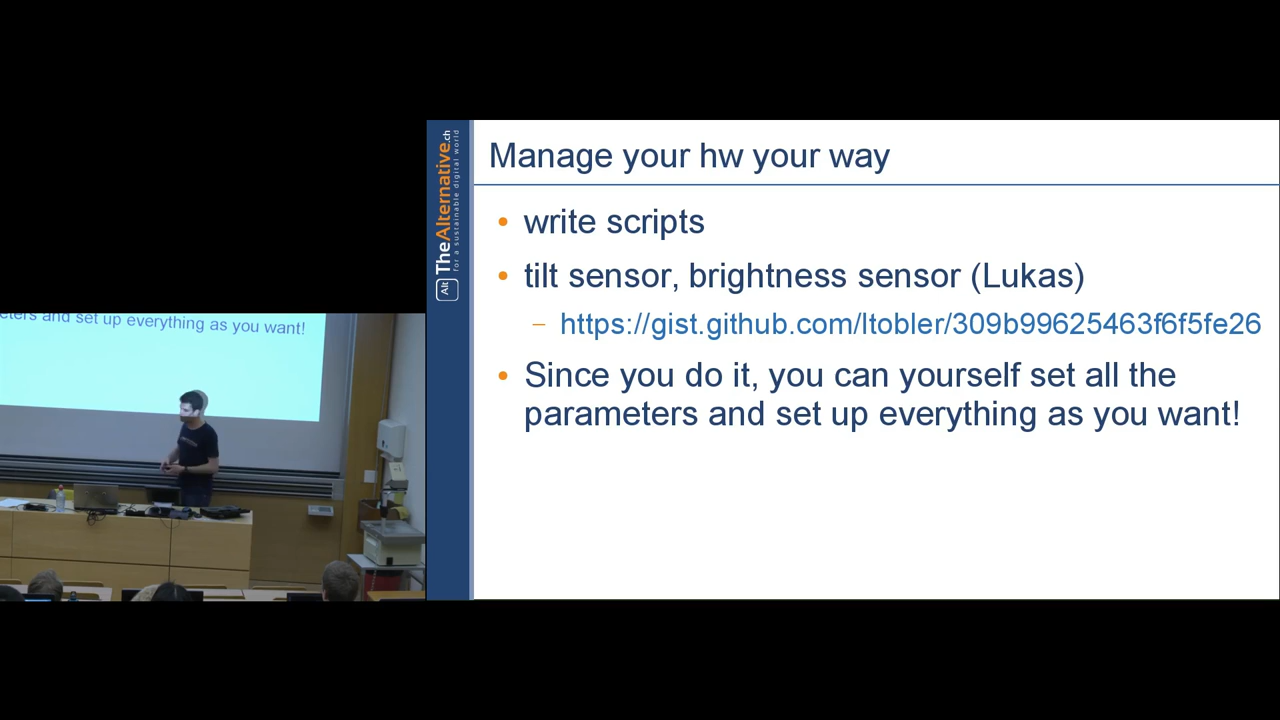 Manage your hw your way
write scripts
tilt sensor, brightness sensor (Lukas)
https://gist.github.com/ltobler/309b99625463f6f5fe26
Since you do it, you can yourself set all the
parameters and set up everything as you want!
Alt TheAlternative.ch
for a sustainable digital world
and set up everything as you want!